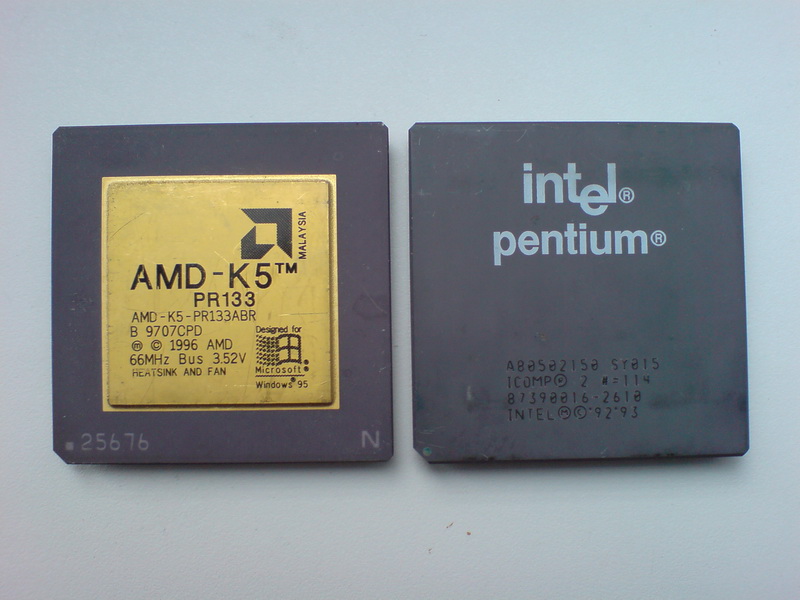 MALAYSIA
AMD-K5™
PR133
AMD-K5-PR133ABR
B 9707CPD
ⓜ © 1996 AMD
66MHz Bus 3.52V
HEATSINK AND FAN
Designed for
Microsoft®
Windows®95
25676
N
intel®
pentium®
A80502150 SY015
ICOMP® 2 #=114
87390016-2610
INTEL ⓜ © '92 '93